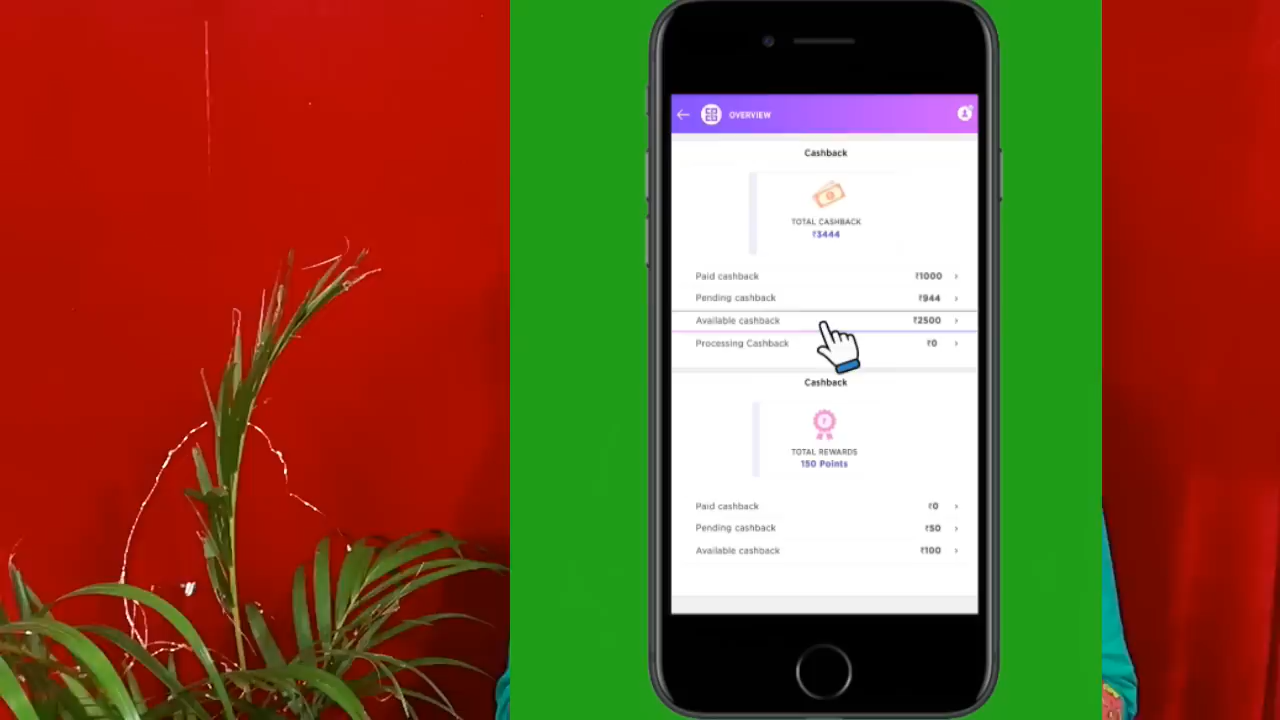 OVERVIEW
Cashback
TOTAL CASHBACK
₹3444
Paid cashback ₹1000 >
Pending cashback ₹944 >
Available cashback ₹2500 >
Processing Cashback ₹0 >
Cashback
TOTAL REWARDS
150 Points
Paid cashback ₹0 >
Pending cashback ₹50 >
Available cashback ₹100 >